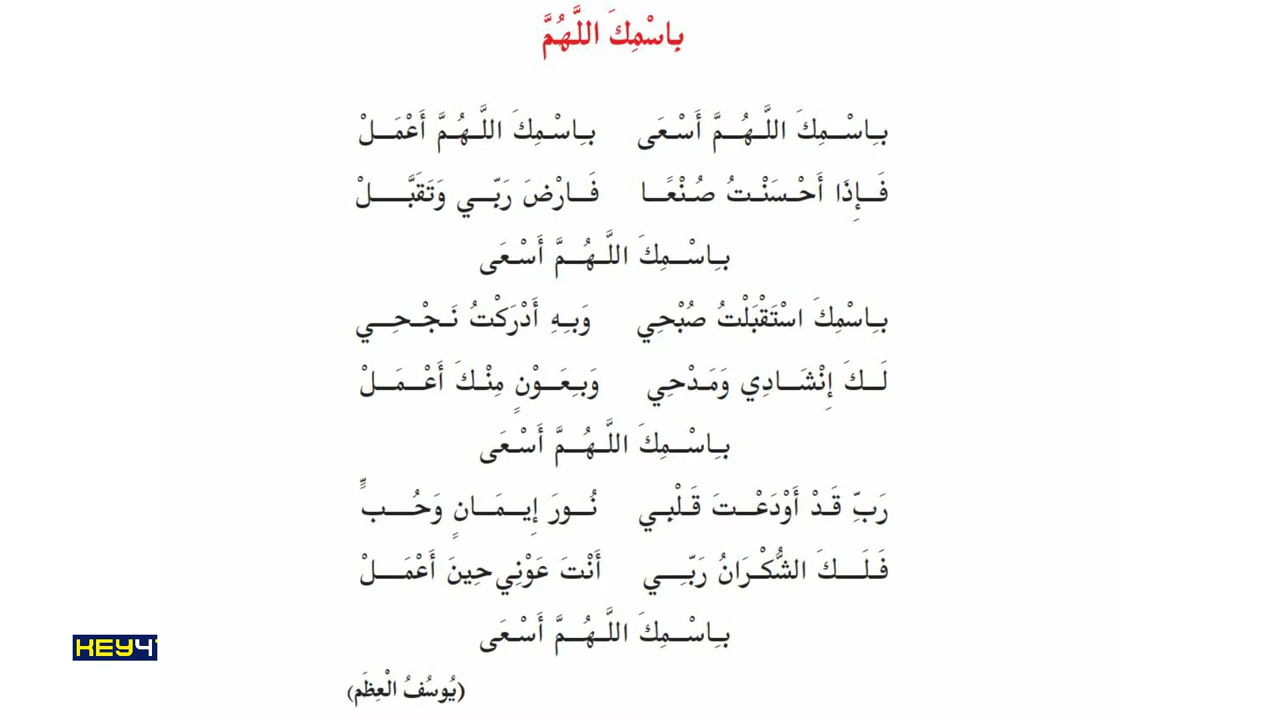 بِاسْمِكَ اللَّهُمَّ
بِاسْمِكَ اللَّهُمَّ أَسْعَى بِاسْمِكَ اللَّهُمَّ أَعْمَلْ
فَإِذَا أَحْسَنْتُ صُنْعًا فَارْضَ رَبِّي وَتَقَبَّلْ
بِاسْمِكَ اللَّهُمَّ أَسْعَى
بِاسْمِكَ اسْتَقْبَلْتُ صُبْحِي وَبِهِ أَدْرَكْتُ نَجْحِي
لَكَ إِنْشَادِي وَمَدْحِي وَبِعَوْنٍ مِنْكَ أَعْمَلْ
بِاسْمِكَ اللَّهُمَّ أَسْعَى
رَبِّ قَدْ أَوْدَعْتَ قَلْبِي نُورَ إِيمَانٍ وَحُبٍّ
فَلَكَ الشُّكْرَانُ رَبِّي أَنْتَ عَوْنِي حِينَ أَعْمَلْ
بِاسْمِكَ اللَّهُمَّ أَسْعَى
(يُوسُفُ الْعِظَم)
KEY4